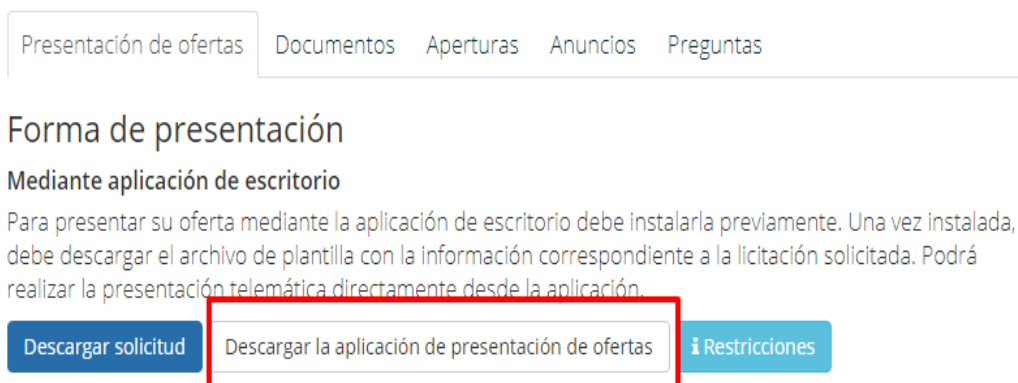 Presentación de ofertas Documentos Aperturas Anuncios Preguntas
Forma de presentación
Mediante aplicación de escritorio
Para presentar su oferta mediante la aplicación de escritorio debe instalarla previamente. Una vez instalada,
debe descargar el archivo de plantilla con la información correspondiente a la licitación solicitada. Podrá
realizar la presentación telemática directamente desde la aplicación.
Descargar solicitud Descargar la aplicación de presentación de ofertas i Restricciones